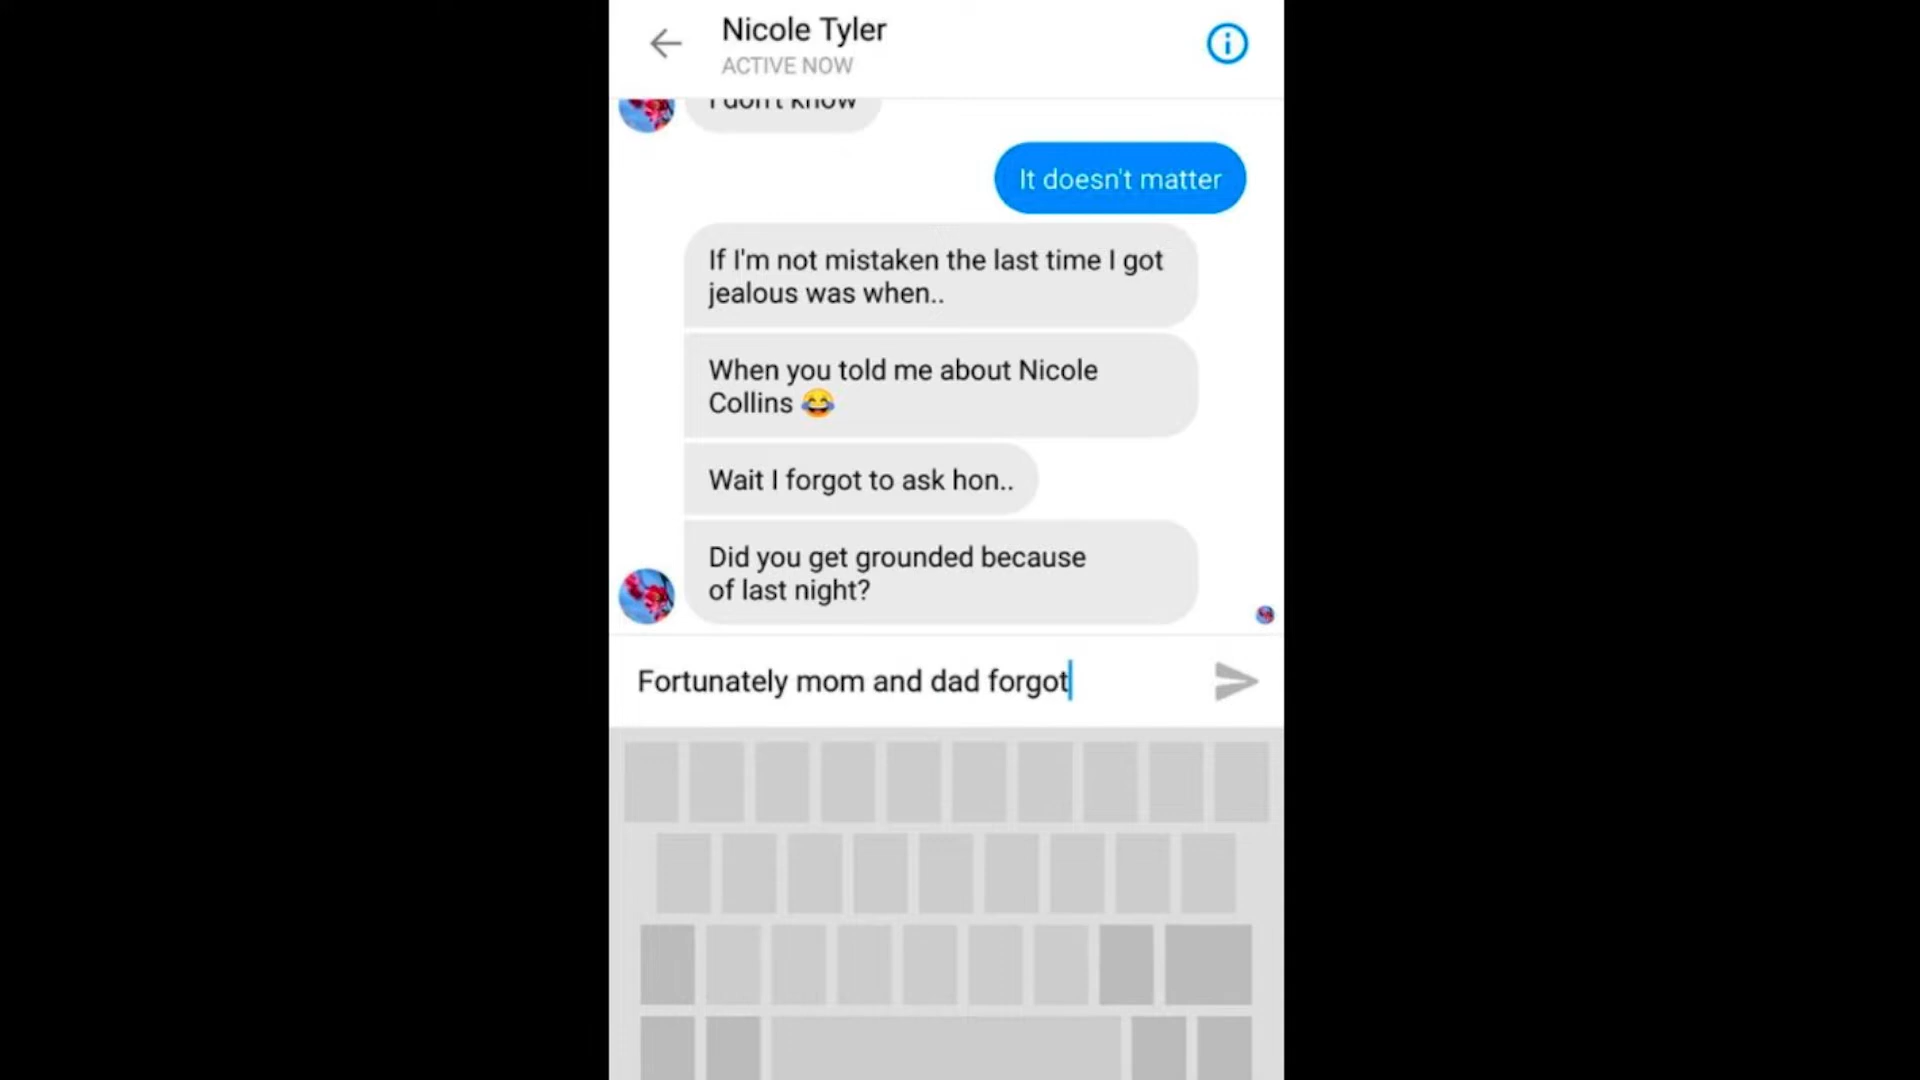 Nicole Tyler
ACTIVE NOW
I don't know
It doesn't matter
If I'm not mistaken the last time I got
jealous was when..
When you told me about Nicole
Collins 😂
Wait I forgot to ask hon..
Did you get grounded because
of last night?
Fortunately mom and dad forgot